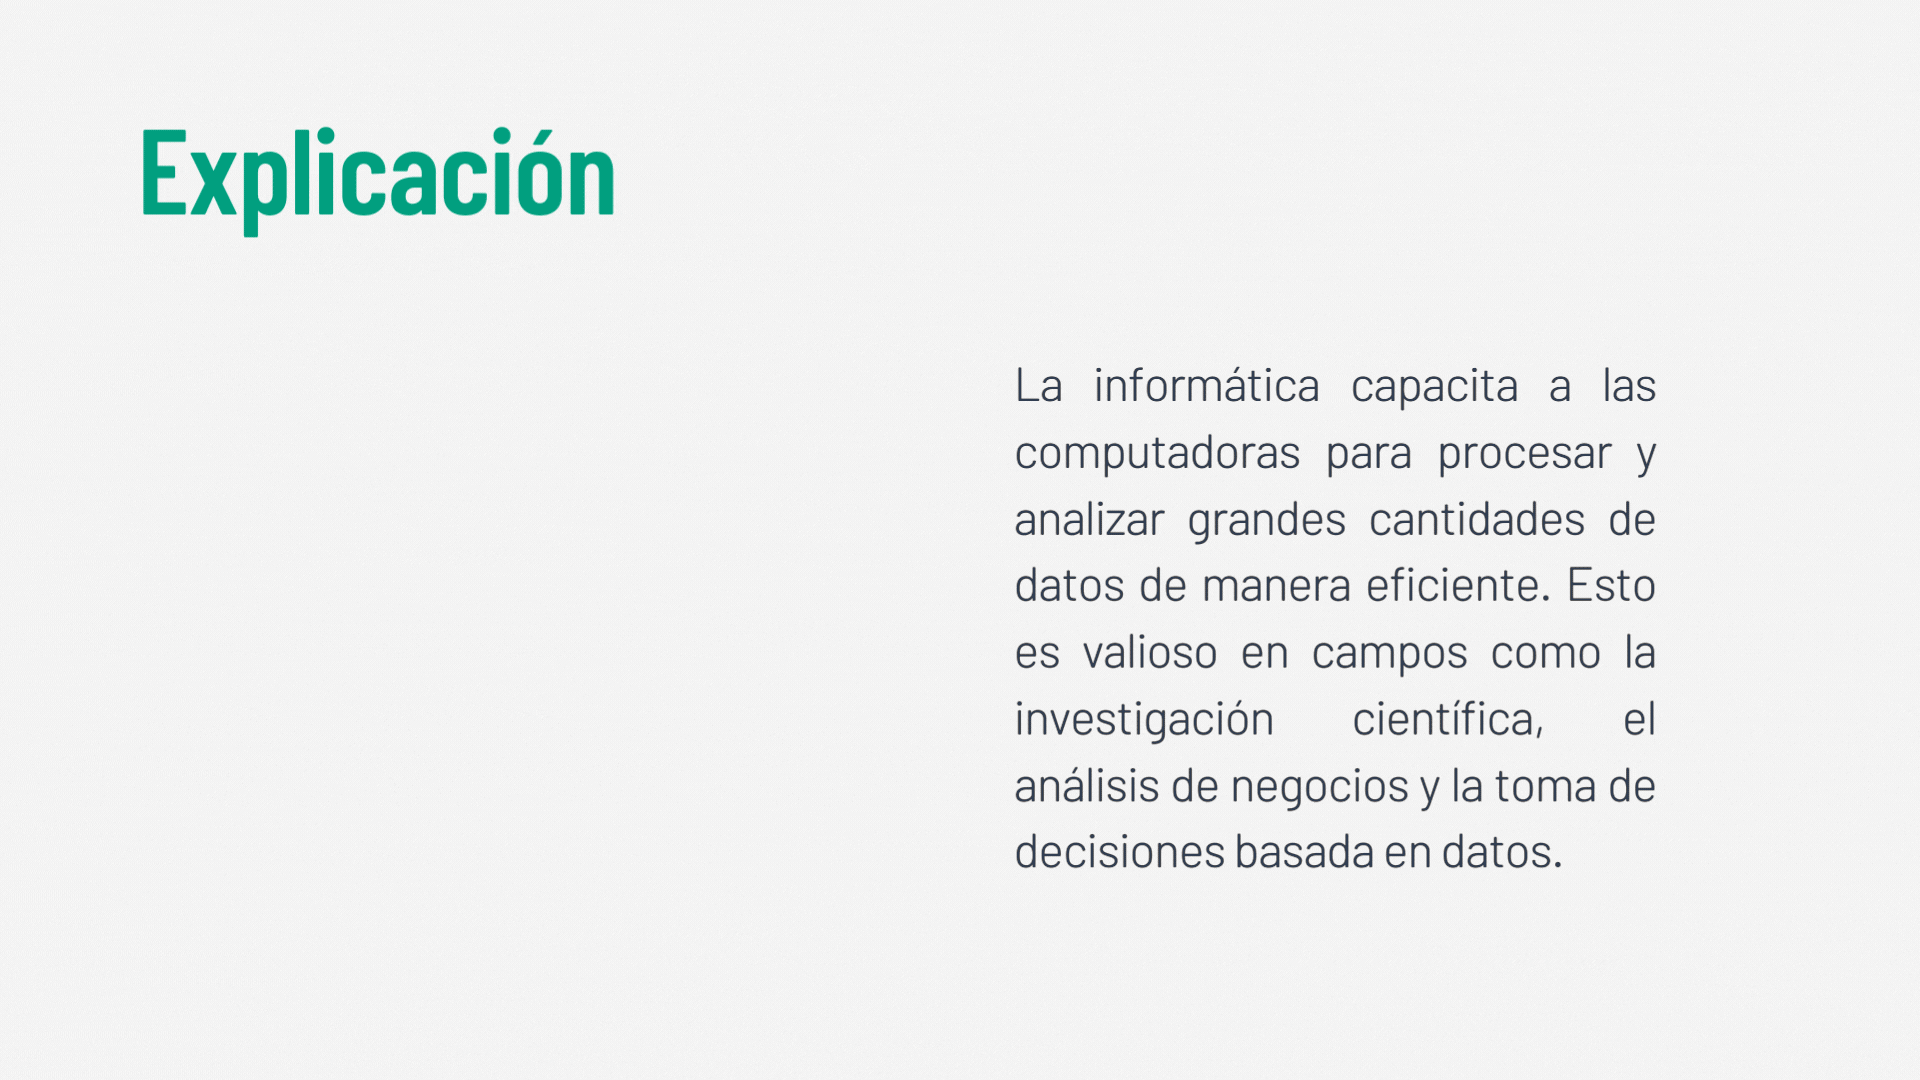 Explicación
La informática capacita a las
computadoras para procesar y
analizar grandes cantidades de
datos de manera eficiente. Esto
es valioso en campos como la
investigación científica, el
análisis de negocios y la toma de
decisiones basada en datos.